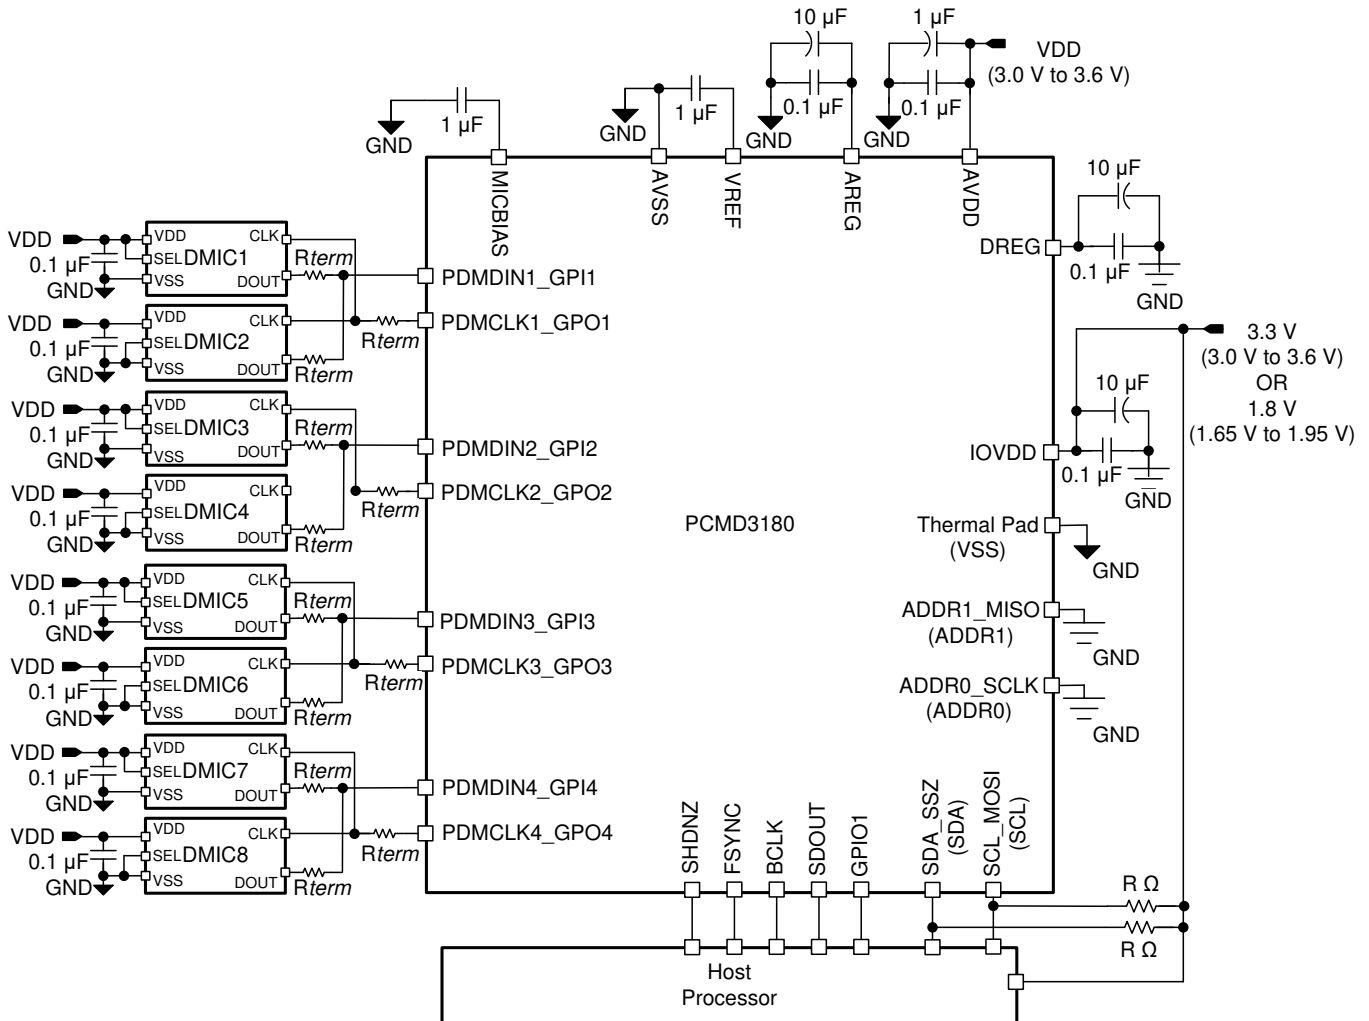 10 µF
1 µF
VDD
(3.0 V to 3.6 V)
0.1 µF
0.1 µF
1 µF
1 µF
GND
GND
GND
GND
MICBIAS
AVSS
VREF
AREG
AVDD
10 µF
DREG
0.1 µF
GND
VDD
0.1 µF
GND
VDD
SEL
VSS
DMIC1
CLK
DOUT
Rterm
PDMDIN1_GPI1
VDD
0.1 µF
GND
VDD
SEL
VSS
DMIC2
CLK
DOUT
Rterm
Rterm
PDMCLK1_GPO1
3.3 V
(3.0 V to 3.6 V)
OR
1.8 V
(1.65 V to 1.95 V)
10 µF
IOVDD
0.1 µF
GND
VDD
0.1 µF
GND
VDD
SEL
VSS
DMIC3
CLK
DOUT
Rterm
PDMDIN2_GPI2
VDD
0.1 µF
GND
VDD
SEL
VSS
DMIC4
CLK
DOUT
Rterm
Rterm
PDMCLK2_GPO2
PCMD3180
Thermal Pad
(VSS)
GND
VDD
0.1 µF
GND
VDD
SEL
VSS
DMIC5
CLK
DOUT
Rterm
PDMDIN3_GPI3
ADDR1_MISO
(ADDR1)
GND
VDD
0.1 µF
GND
VDD
SEL
VSS
DMIC6
CLK
DOUT
Rterm
Rterm
PDMCLK3_GPO3
ADDR0_SCLK
(ADDR0)
GND
VDD
0.1 µF
GND
VDD
SEL
VSS
DMIC7
CLK
DOUT
Rterm
PDMDIN4_GPI4
VDD
0.1 µF
GND
VDD
SEL
VSS
DMIC8
CLK
DOUT
Rterm
Rterm
PDMCLK4_GPO4
SHDNZ
FSYNC
BCLK
SDOUT
GPIO1
SDA_SSZ
(SDA)
SCL_MOSI
(SCL)
R Ω
R Ω
Host
Processor